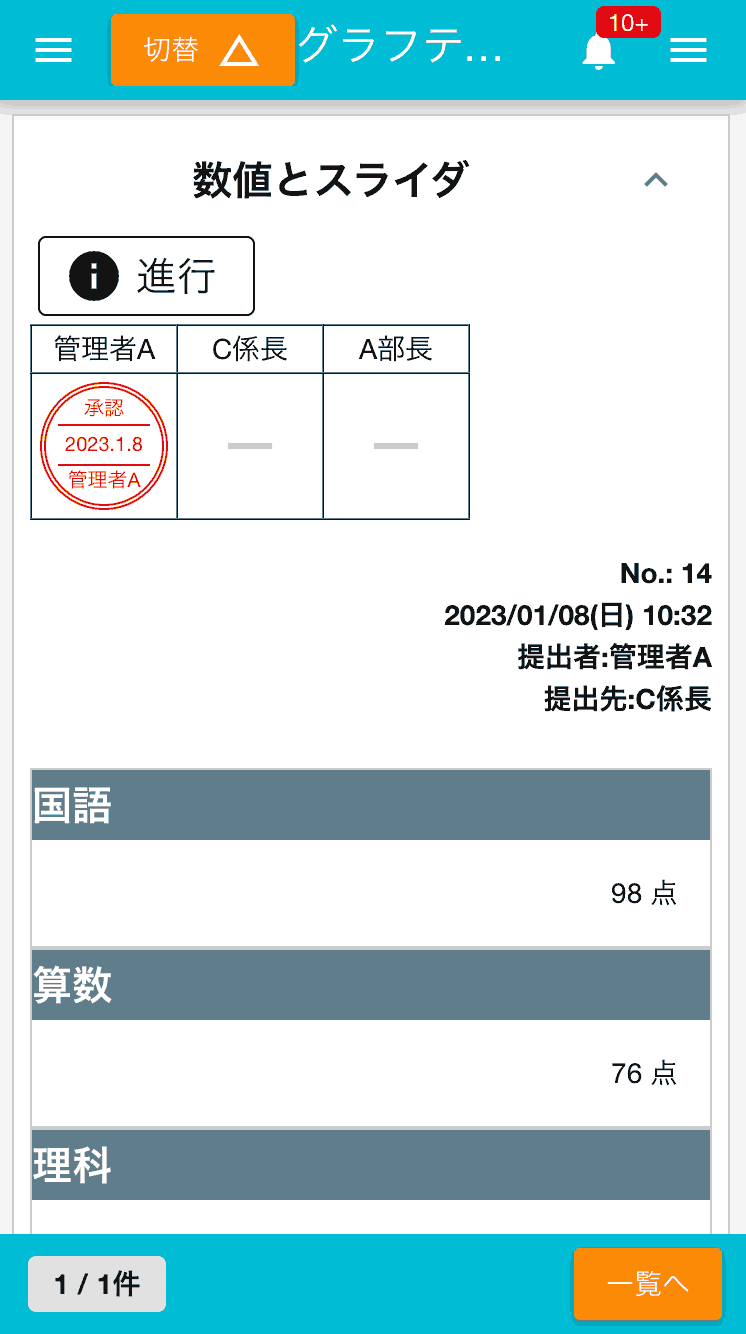 切替 グラフテ... 10+
数値とスライダ
進行
管理者A C係長 A部長
承認
2023.1.8
管理者A
No.: 14
2023/01/08(日) 10:32
提出者:管理者A
提出先:C係長
国語
98 点
算数
76 点
理科
1 / 1件 一覧へ